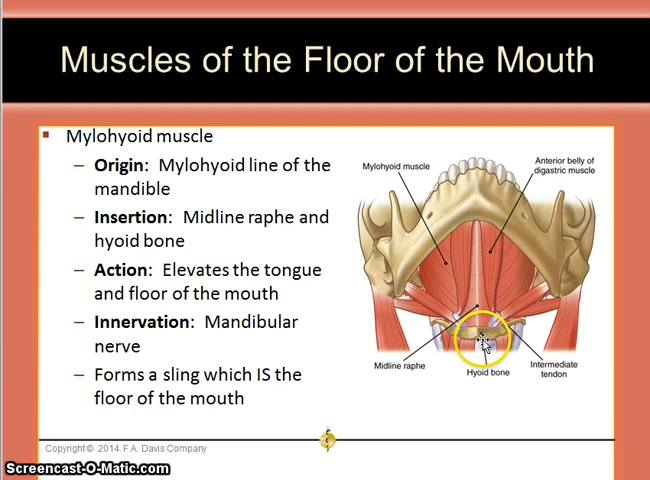 Muscles of the Floor of the Mouth
Mylohyoid muscle
– Origin: Mylohyoid line of the
mandible
– Insertion: Midline raphe and
hyoid bone
– Action: Elevates the tongue
and floor of the mouth
– Innervation: Mandibular
nerve
– Forms a sling which IS the
floor of the mouth
Mylohyoid muscle
Anterior belly of
digastric muscle
Midline raphe
Hyoid bone
Intermediate
tendon
Copyright © 2014. F.A. Davis Company
Screencast-O-Matic.com